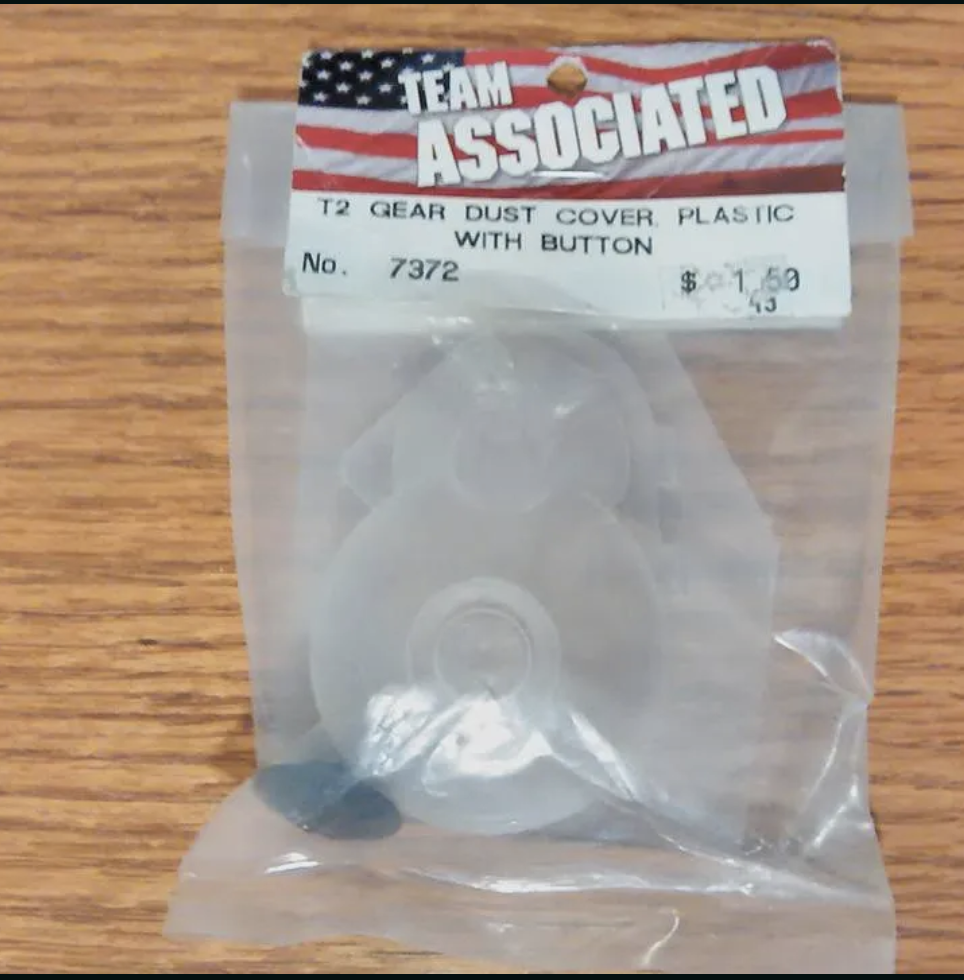 TEAM
ASSOCIATED
T2 GEAR DUST COVER, PLASTIC
WITH BUTTON
No. 7372
$